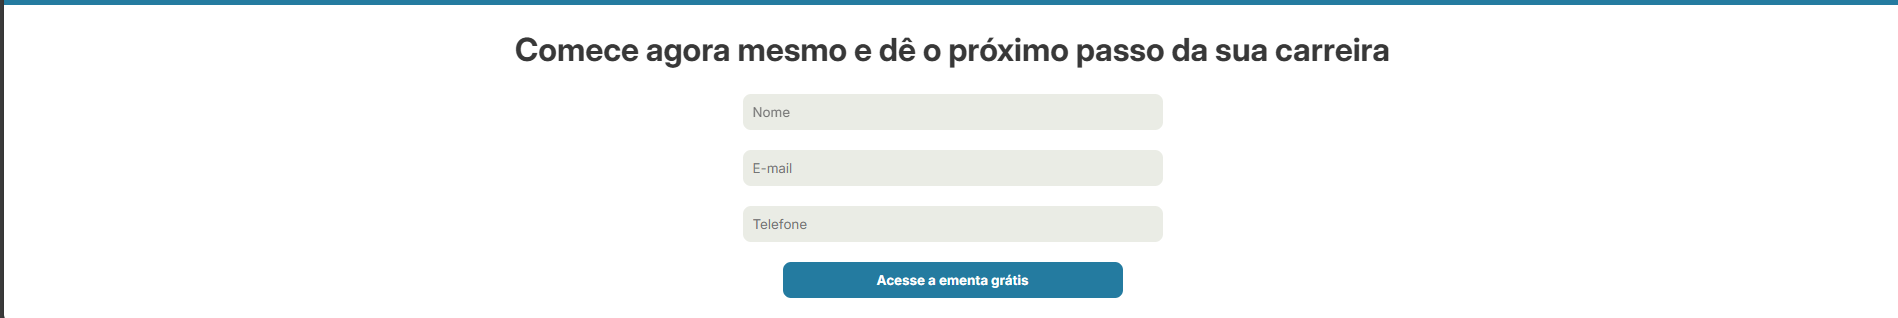 Comece agora mesmo e dê o próximo passo da sua carreira
Nome
E-mail
Telefone
Acesse a ementa grátis